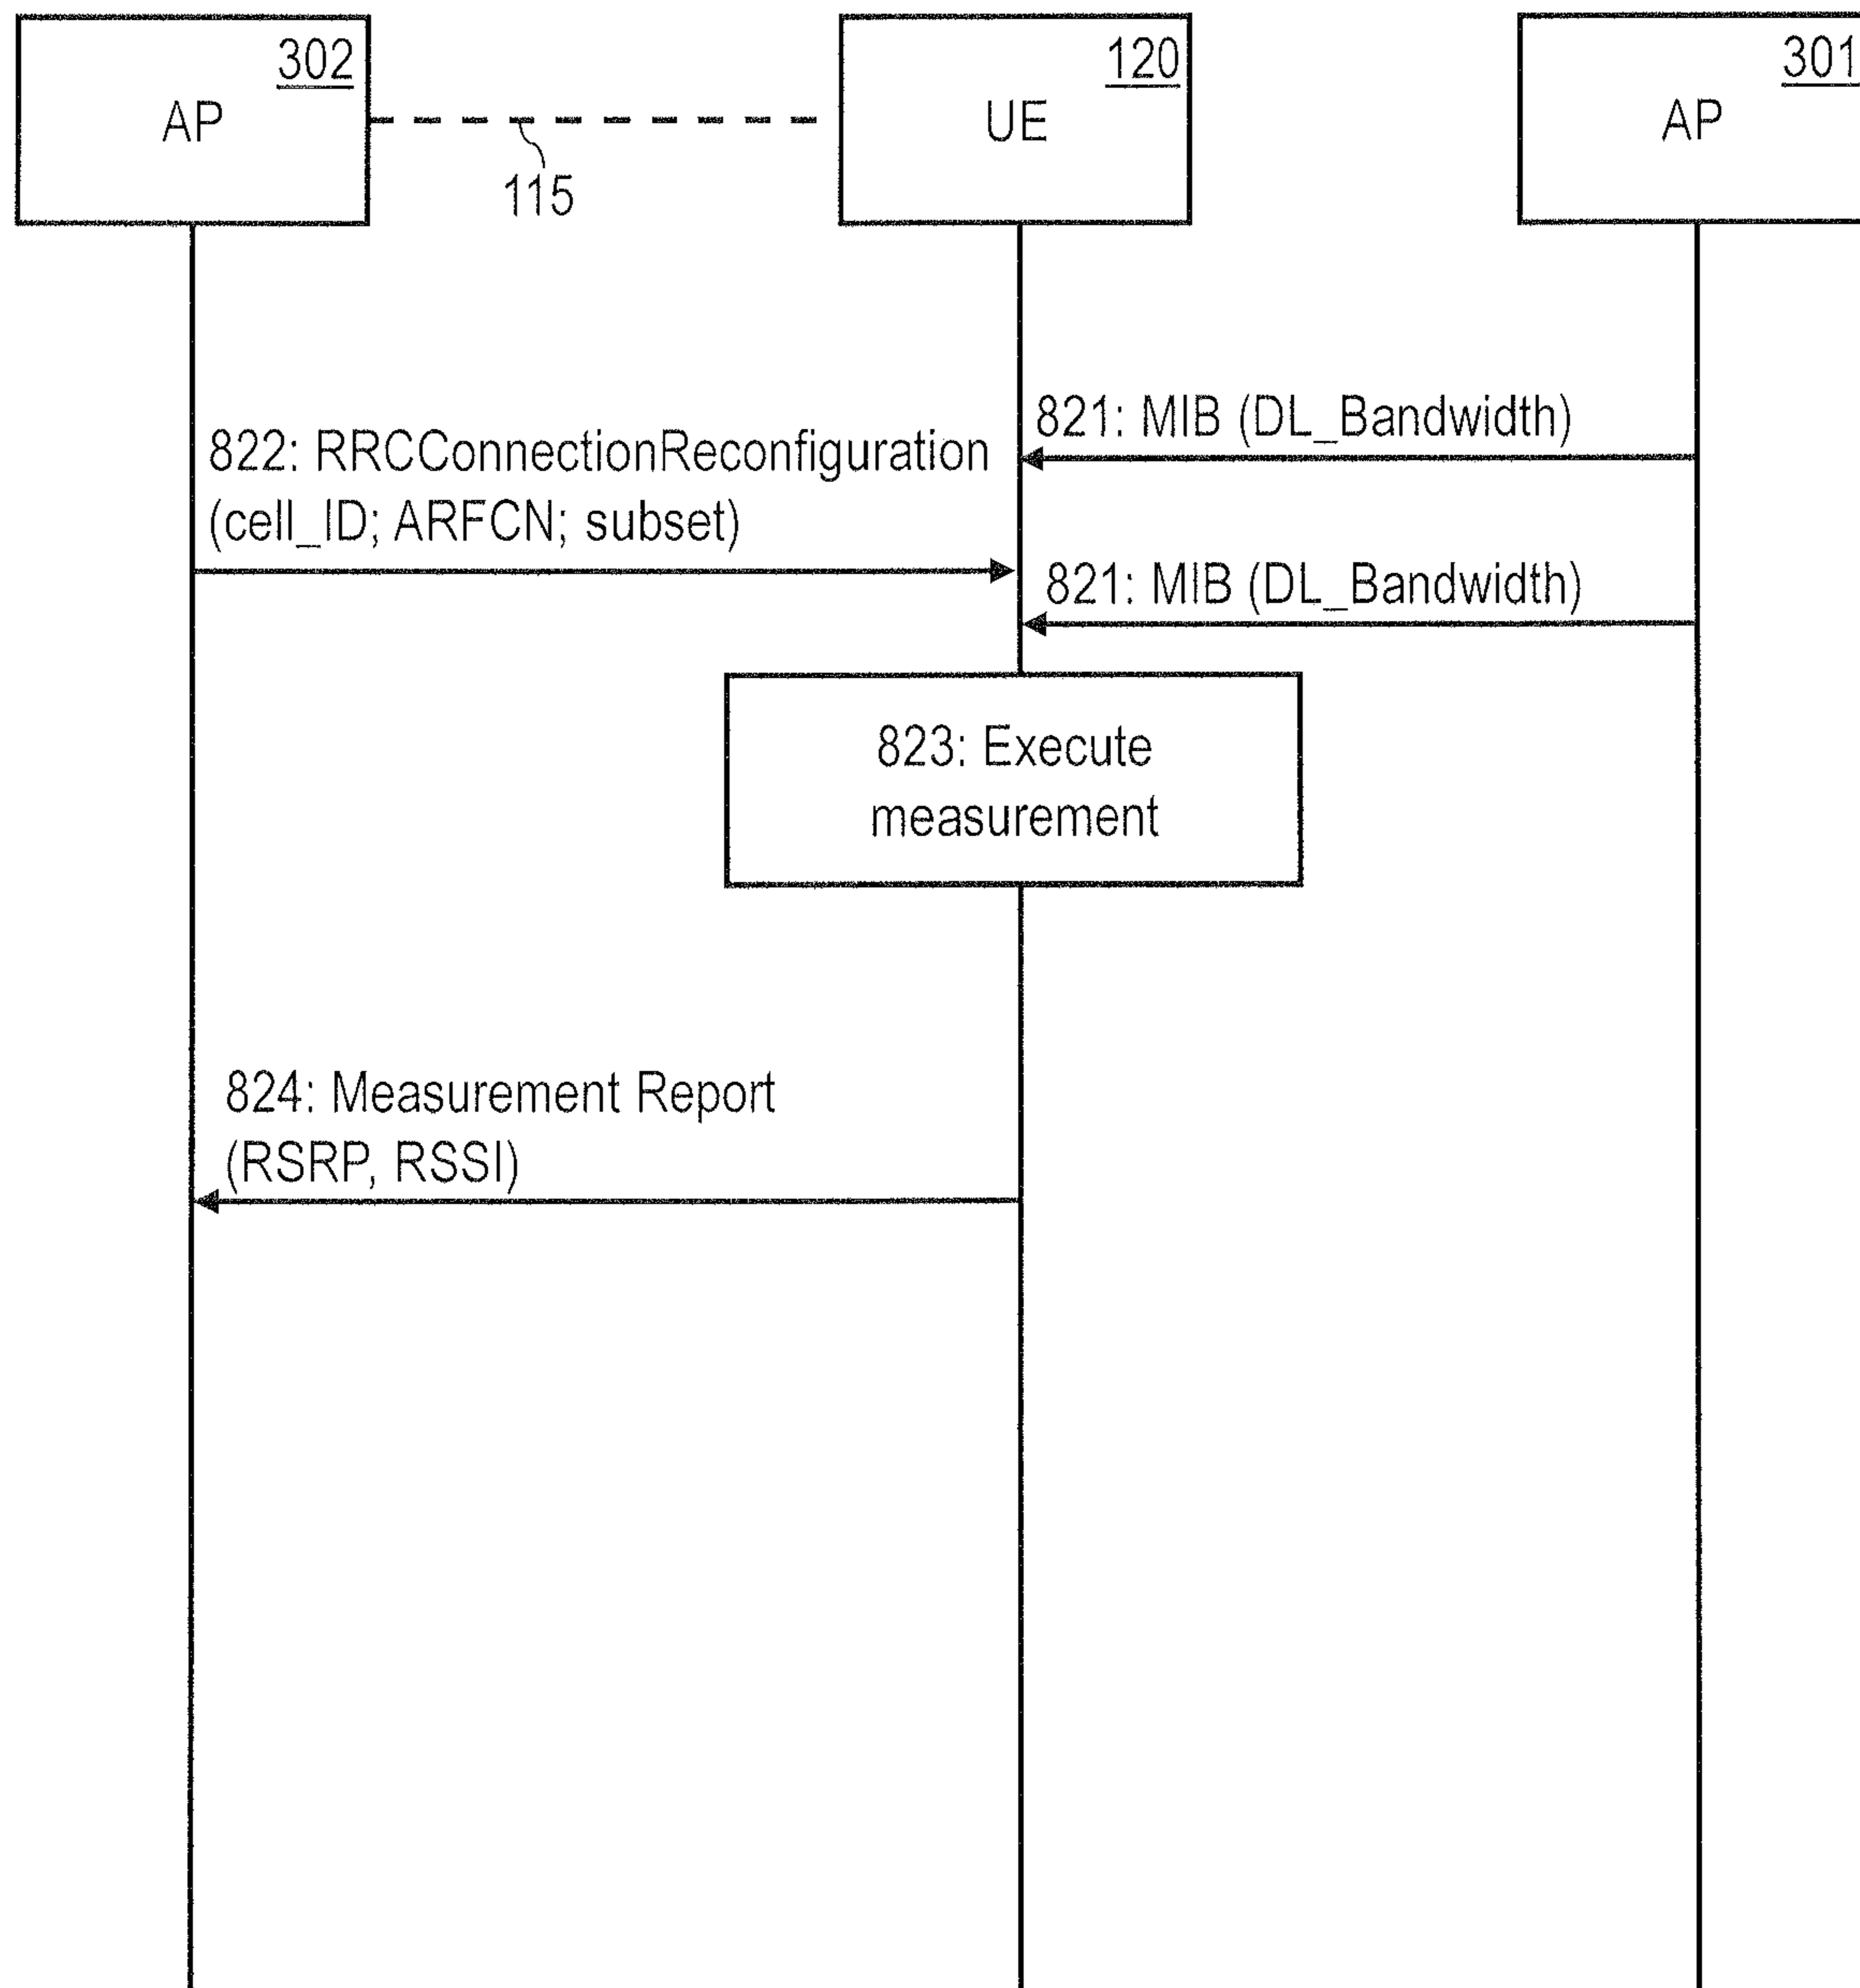 302
AP
120
UE
301
AP
115
821: MIB (DL_Bandwidth)
822: RRCConnectionReconfiguration
(cell_ID; ARFCN; subset)
821: MIB (DL_Bandwidth)
823: Execute
measurement
824: Measurement Report
(RSRP, RSSI)